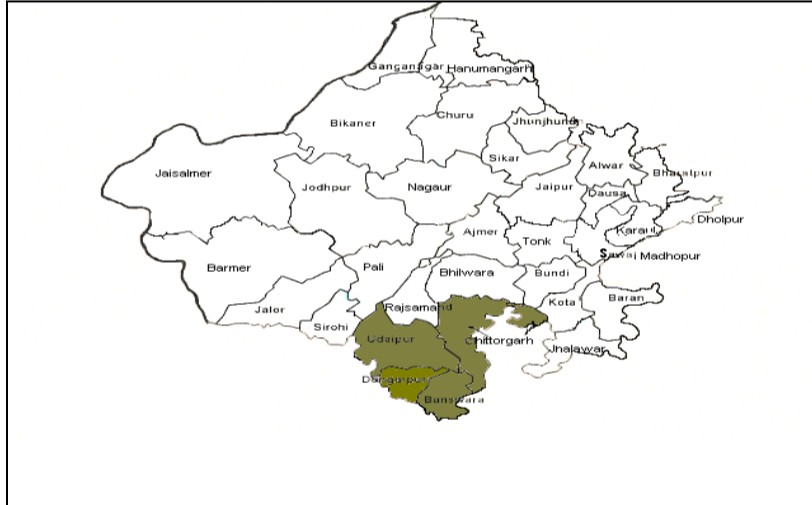 Ganganagar
Hanumangarh
Bikaner
Churu
Jhunjhunu
Sikar
Alwar
Bharatpur
Jaisalmer
Jodhpur
Nagaur
Jaipur
Dausa
Dholpur
Ajmer
Karauli
Tonk
Sawai Madhopur
Barmer
Pali
Bhilwara
Bundi
Kota
Baran
Jalor
Sirohi
Rajsamand
Udaipur
Chittorgarh
Jhalawar
Dungarpur
Banswara